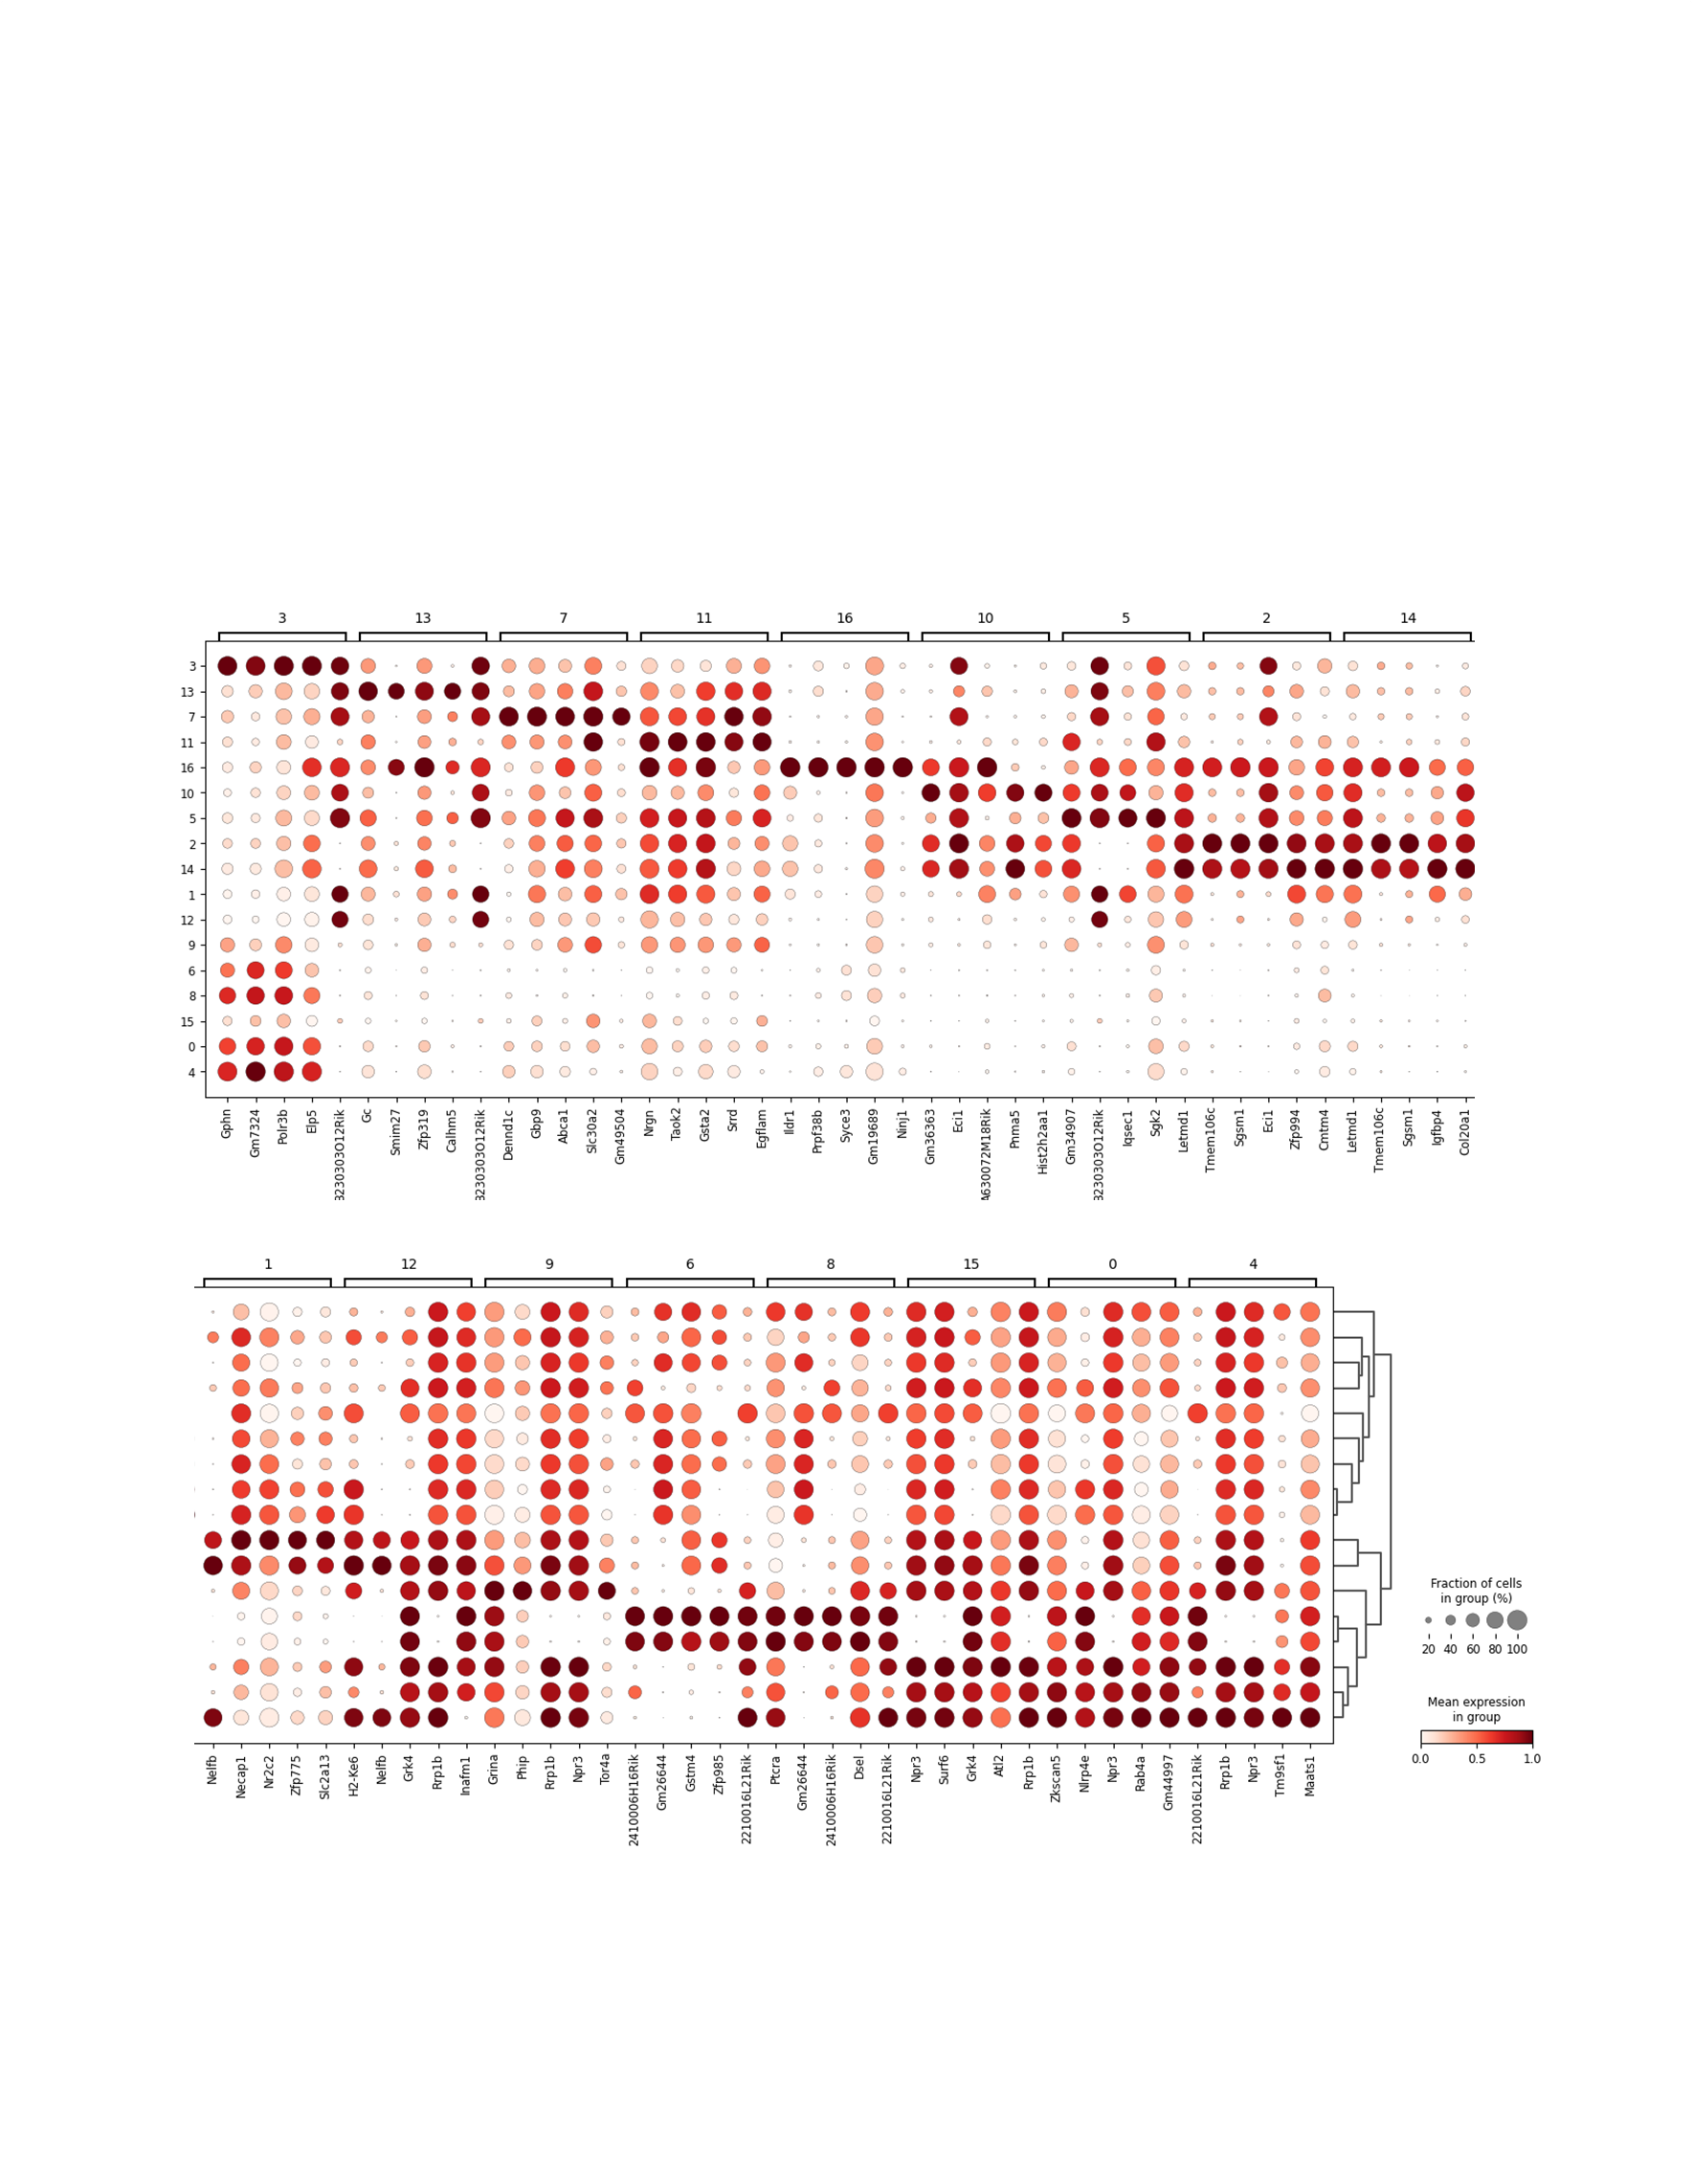 3 13 7 11 16 10 5 2 14
3
13
7
11
16
10
5
2
14
1
12
9
6
8
15
0
4
Gphn Gm7324 Polr3b Elp5 3230303O12Rik Gc Smim27 Zfp319 Calhm5 3230303O12Rik Dennd1c Gbp9 Abca1 Slc30a2 Gm49504 Nrgn Taok2 Gsta2 Srrd Egflam Ildr1 Prpf38b Syce3 Gm19689 Ninj1 Gm36363 Eci1 A630072M18Rik Pnma5 Hist2h2aa1 Gm34907 3230303O12Rik Iqsec1 Sgk2 Letmd1 Tmem106c Sgsm1 Eci1 Zfp994 Cmtm4 Letmd1 Tmem106c Sgsm1 Igfbp4 Col20a1
1 12 9 6 8 15 0 4
Nelfb Necap1 Nr2c2 Zfp775 Slc2a13 H2-Ke6 Nelfb Grk4 Rrp1b Inafm1 Grina Phip Rrp1b Npr3 Tor4a 2410006H16Rik Gm26644 Gstm4 Zfp985 2210016L21Rik Ptcra Gm26644 2410006H16Rik Dsel 2210016L21Rik Npr3 Surf6 Grk4 Atl2 Rrp1b Zkscan5 Nlrp4e Npr3 Rab4a Gm44997 2210016L21Rik Rrp1b Npr3 Tm9sf1 Maats1
Fraction of cells
in group (%)
20 40 60 80 100
Mean expression
in group
0.0 0.5 1.0